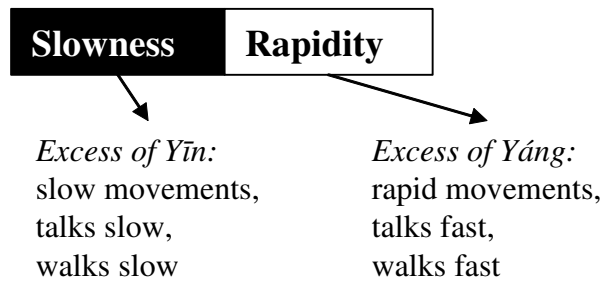 Slowness Rapidity
Excess of Yīn:
slow movements,
talks slow,
walks slow
Excess of Yáng:
rapid movements,
talks fast,
walks fast